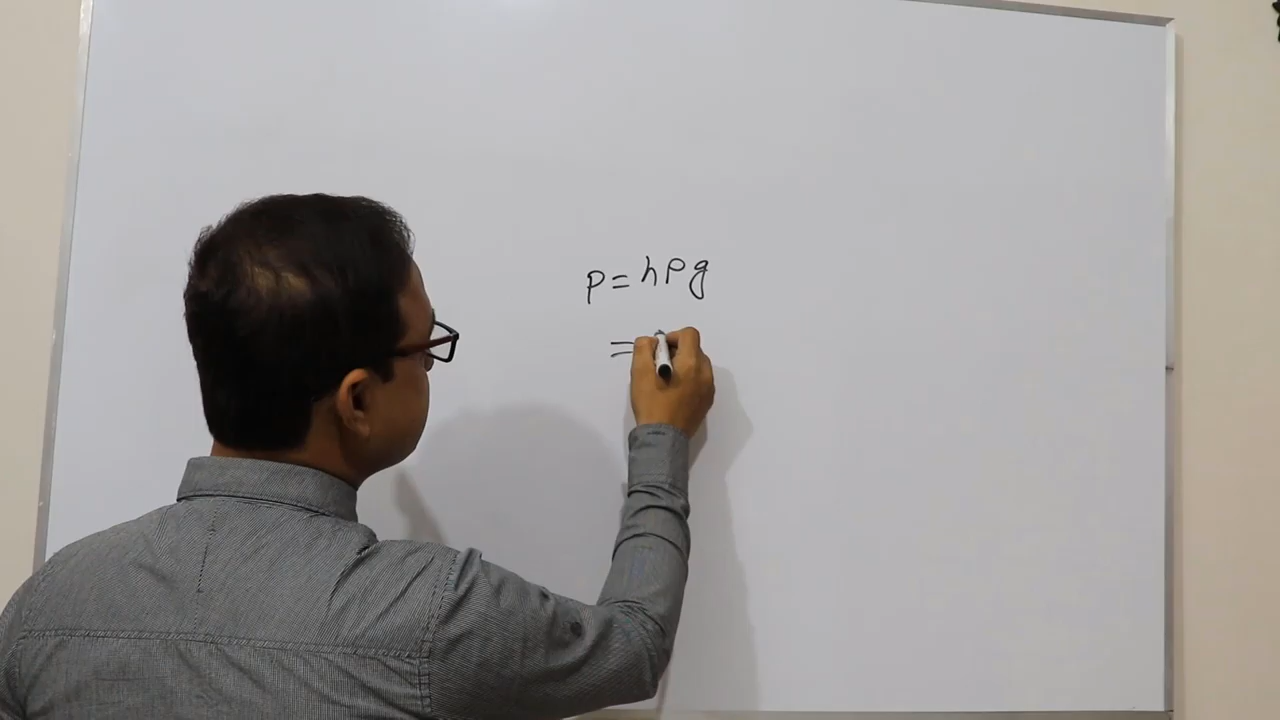 P = hρg
=